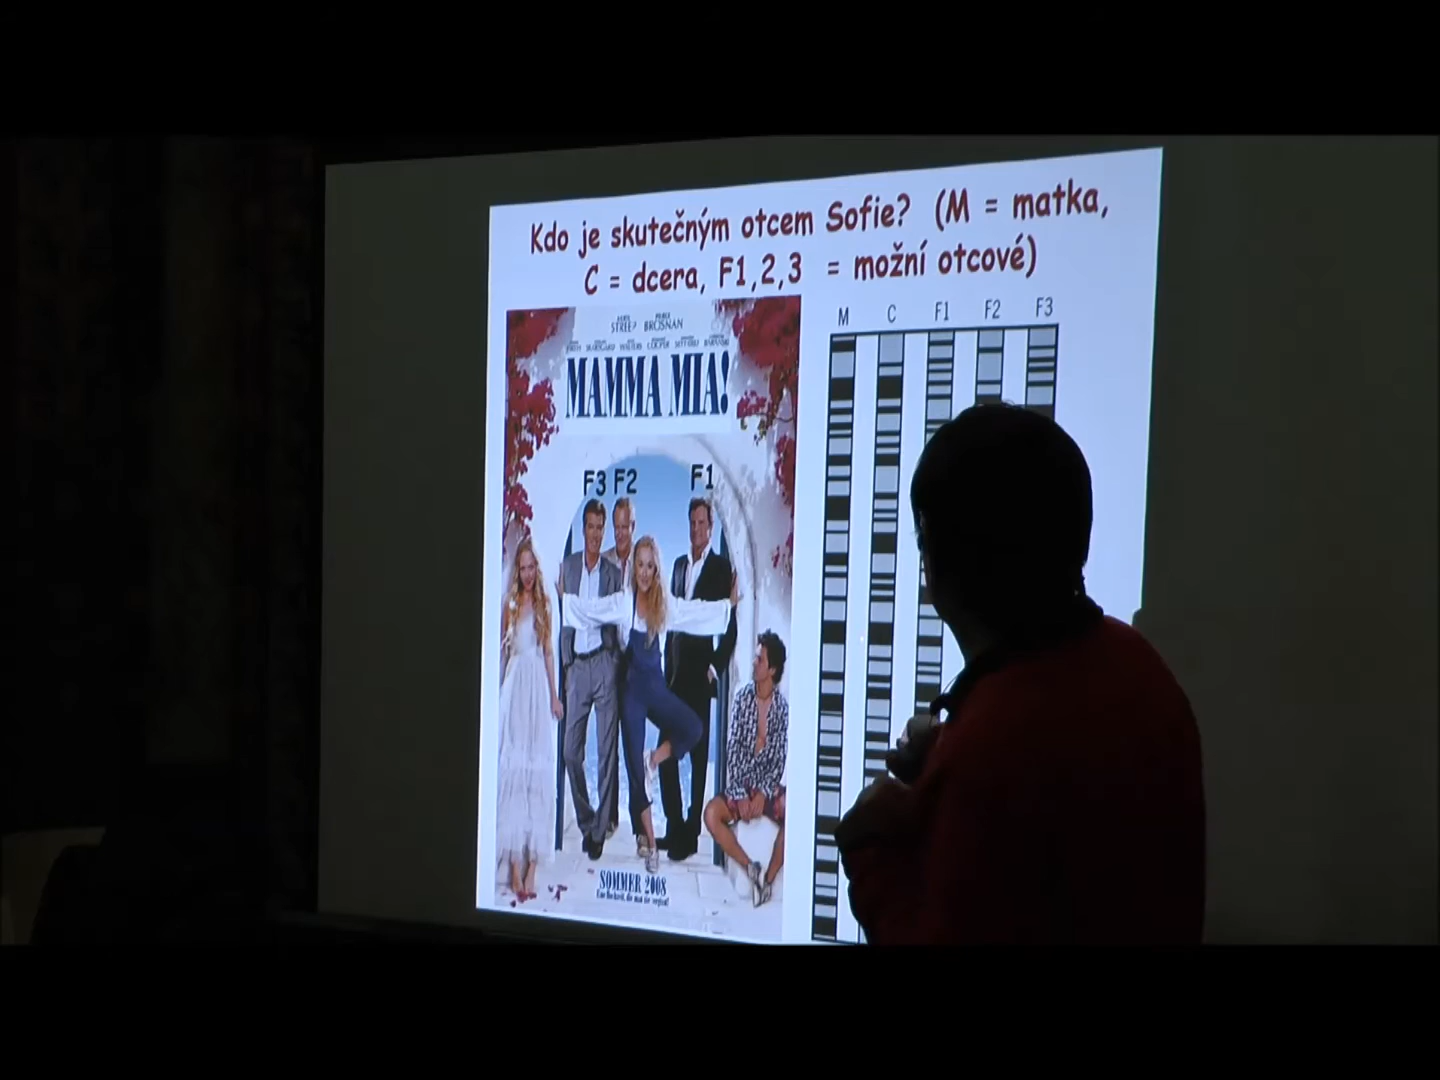 Kdo je skutečným otcem Sofie? (M = matka,
C = dcera, F1,2,3 = možní otcové)
M C F1 F2 F3
STREEP BROSNAN
MAMMA MIA!
F3 F2 F1
SOMMER 2008